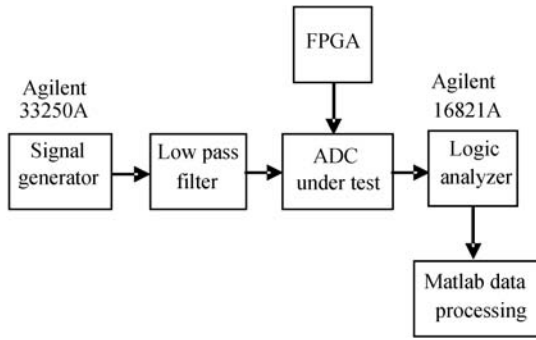 FPGA
Agilent
33250A
Agilent
16821A
Signal
generator
Low pass
filter
ADC
under test
Logic
analyzer
Matlab data
processing